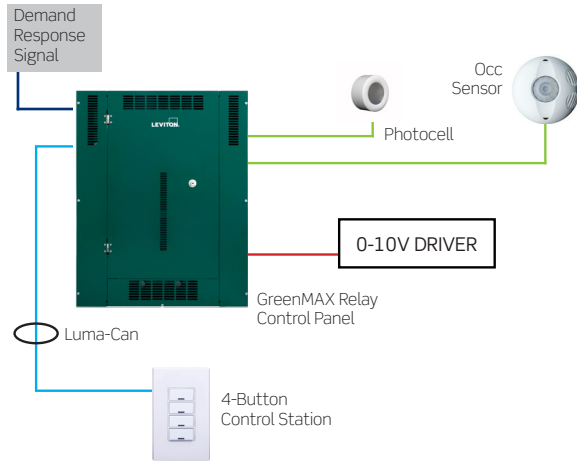 Demand
Response
Signal
LEVITON
Photocell
Occ
Sensor
0-10V DRIVER
GreenMAX Relay
Control Panel
Luma-Can
4-Button
Control Station